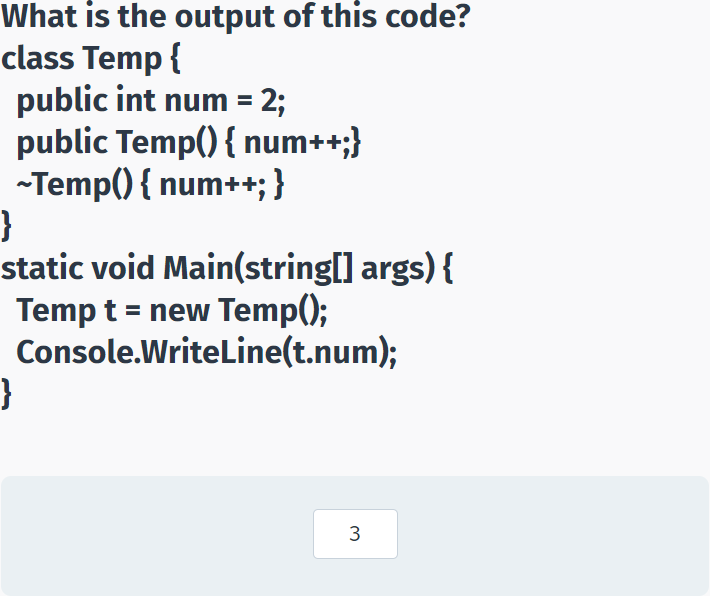 What is the output of this code?
class Temp {
public int num = 2;
public Temp() { num++;}
~Temp() { num++; }
}
static void Main(string[] args) {
Temp t = new Temp();
Console.WriteLine(t.num);
}
3